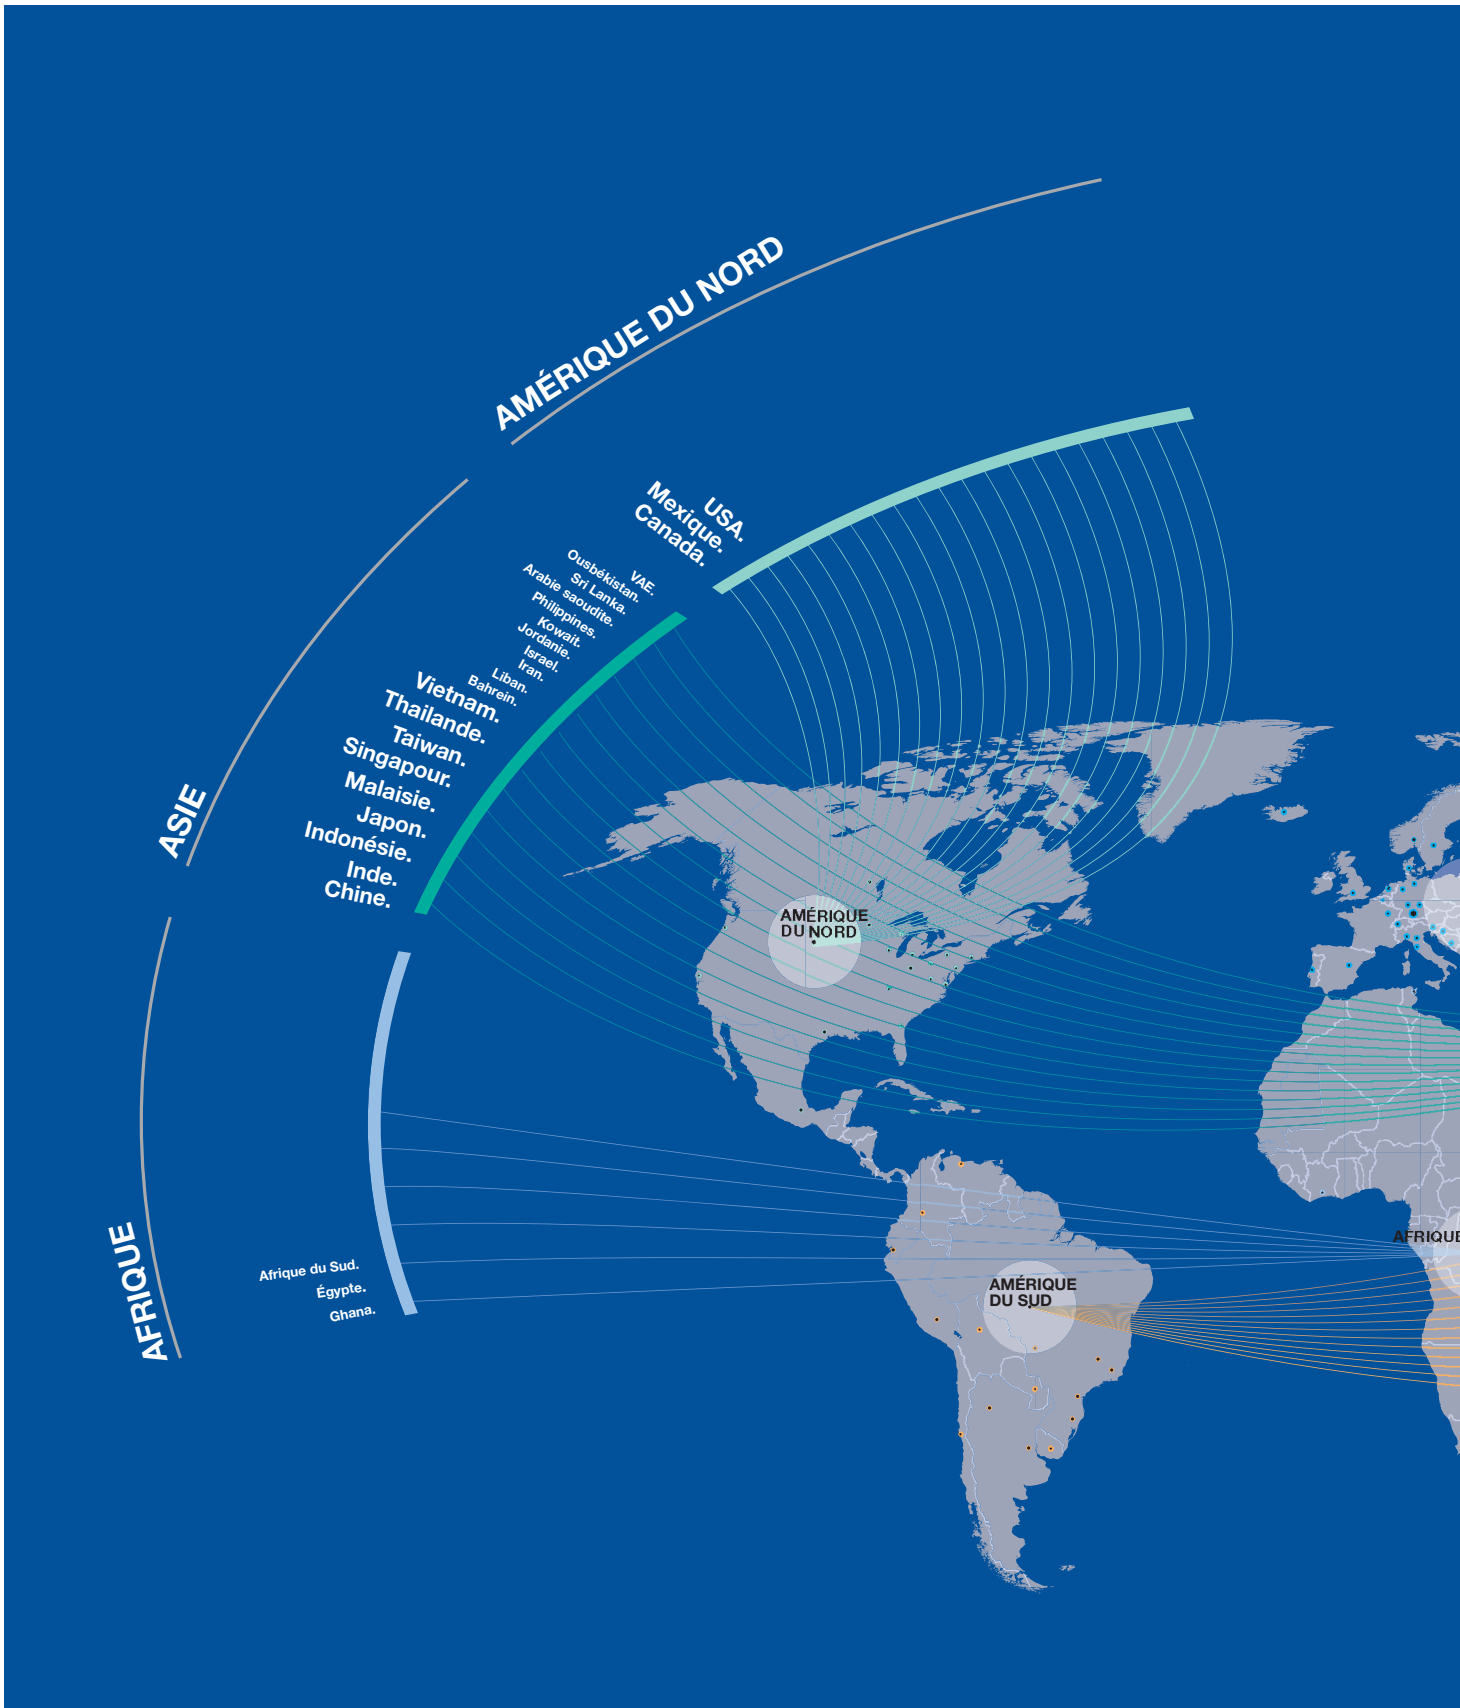 AMÉRIQUE DU NORD
USA.
Mexique.
Canada.
ASIE
VAE.
Ousbékistan.
Sri Lanka.
Arabie saoudite.
Philippines.
Kowait.
Jordanie.
Israel.
Iran.
Liban.
Bahrein.
Vietnam.
Thailande.
Taiwan.
Singapour.
Malaisie.
Japon.
Indonésie.
Inde.
Chine.
AFRIQUE
Afrique du Sud.
Égypte.
Ghana.
AMÉRIQUE
DU NORD
AFRIQUE
AMÉRIQUE
DU SUD